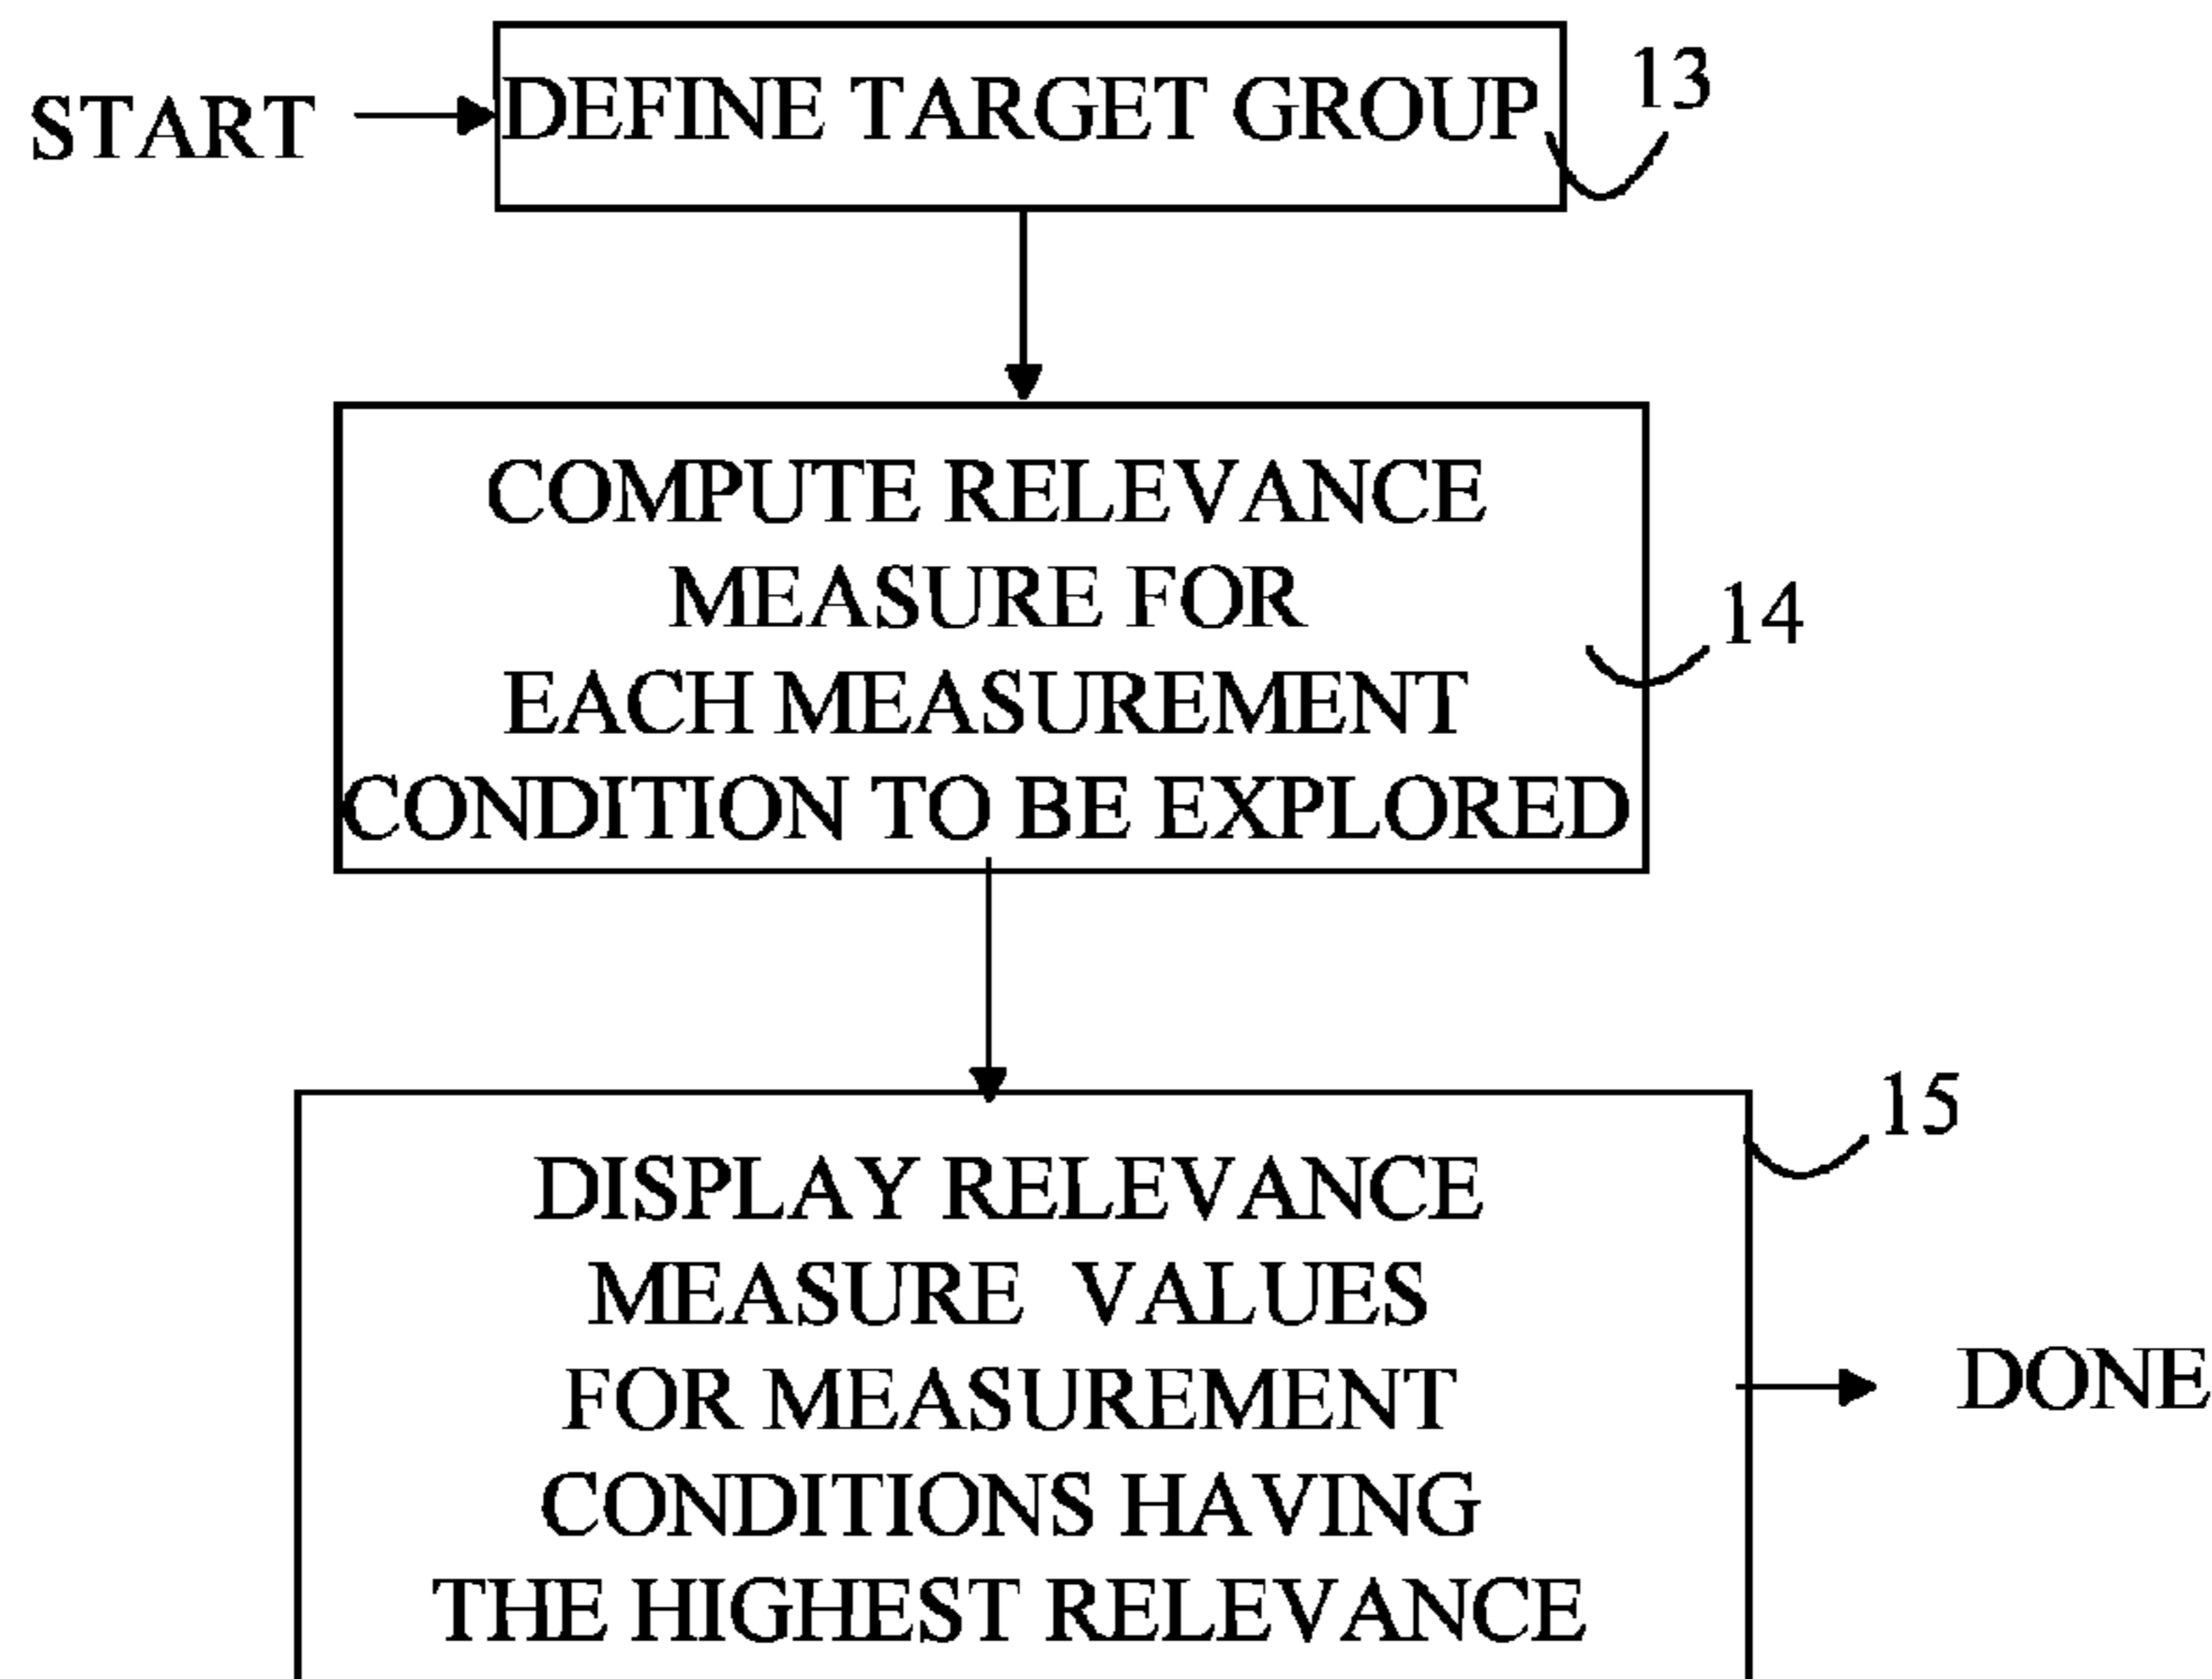 START
DEFINE TARGET GROUP
13
COMPUTE RELEVANCE
MEASURE FOR
EACH MEASUREMENT
CONDITION TO BE EXPLORED
14
15
DISPLAY RELEVANCE
MEASURE VALUES
FOR MEASUREMENT
CONDITIONS HAVING
THE HIGHEST RELEVANCE
DONE